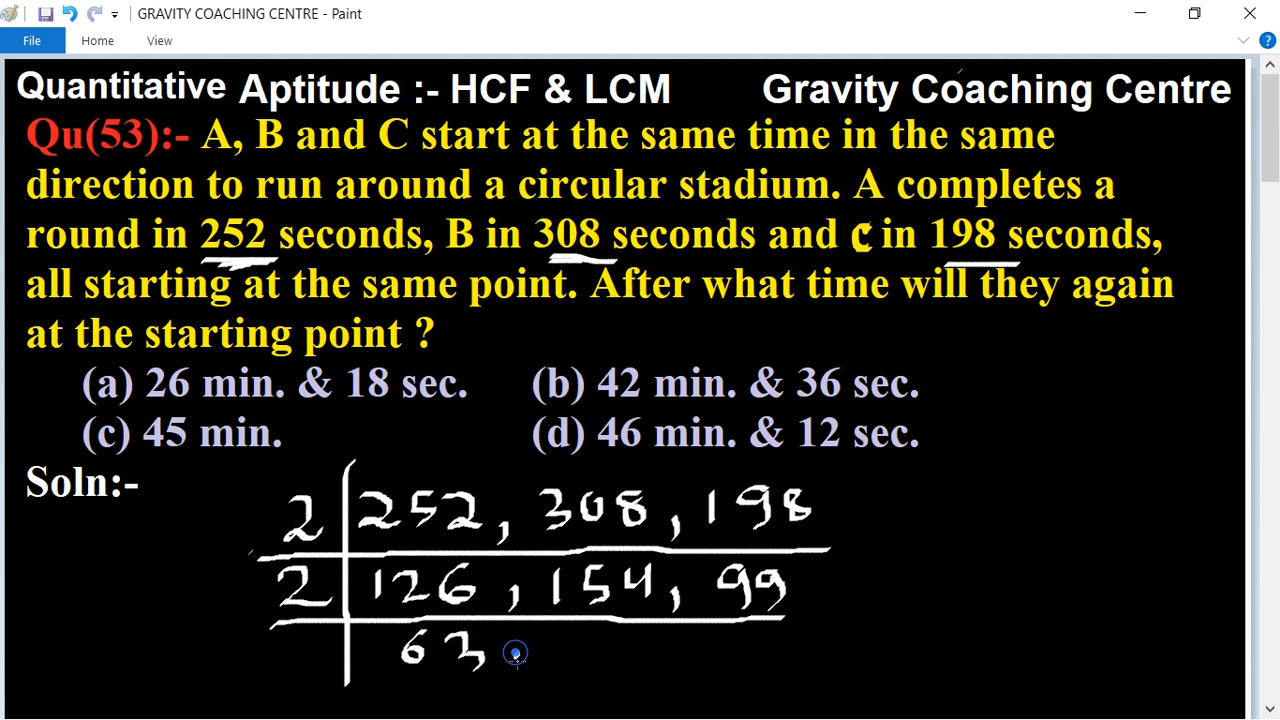 GRAVITY COACHING CENTRE - Paint
File Home View
Quantitative Aptitude :- HCF & LCM Gravity Coaching Centre
Qu(53):- A, B and C start at the same time in the same
direction to run around a circular stadium. A completes a
round in 252 seconds, B in 308 seconds and C in 198 seconds,
all starting at the same point. After what time will they again
at the starting point ?
(a) 26 min. & 18 sec. (b) 42 min. & 36 sec.
(c) 45 min. (d) 46 min. & 12 sec.
Soln:-
2 252, 308, 198
2 126, 154, 99
63